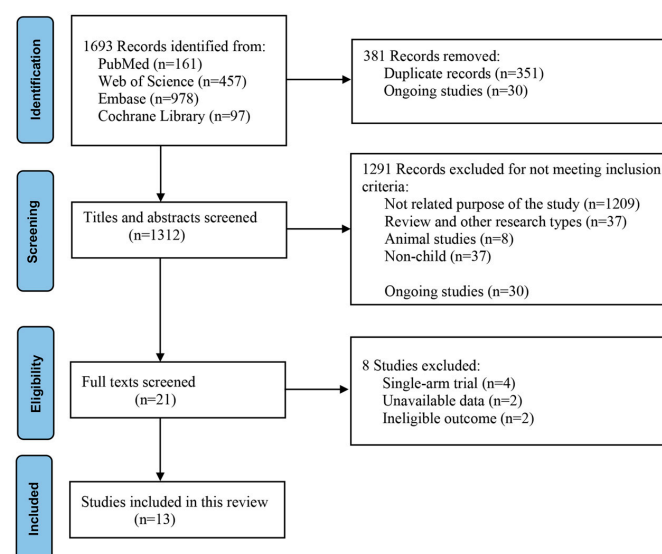 Identification
1693 Records identified from:
PubMed (n=161)
Web of Science (n=457)
Embase (n=978)
Cochrane Library (n=97)
381 Records removed:
Duplicate records (n=351)
Ongoing studies (n=30)
Screening
Titles and abstracts screened
(n=1312)
1291 Records excluded for not meeting inclusion
criteria:
Not related purpose of the study (n=1209)
Review and other research types (n=37)
Animal studies (n=8)
Non-child (n=37)
Ongoing studies (n=30)
Eligibility
Full texts screened
(n=21)
8 Studies excluded:
Single-arm trial (n=4)
Unavailable data (n=2)
Ineligible outcome (n=2)
Included
Studies included in this review
(n=13)